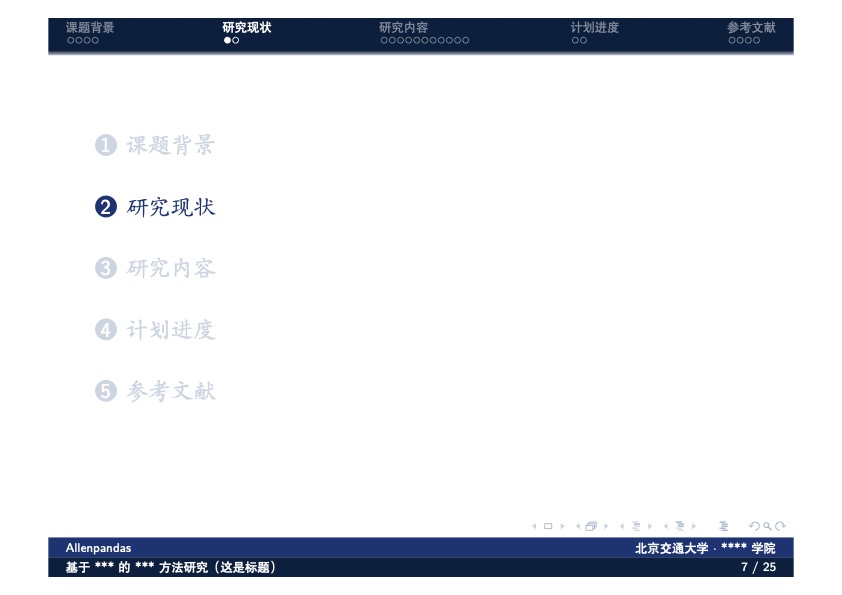 课题背景 研究现状 研究内容 计划进度 参考文献
1 课题背景
2 研究现状
3 研究内容
4 计划进度
5 参考文献
Allenpandas 北京交通大学 · **** 学院
基于 *** 的 *** 方法研究（这是标题） 7 / 25